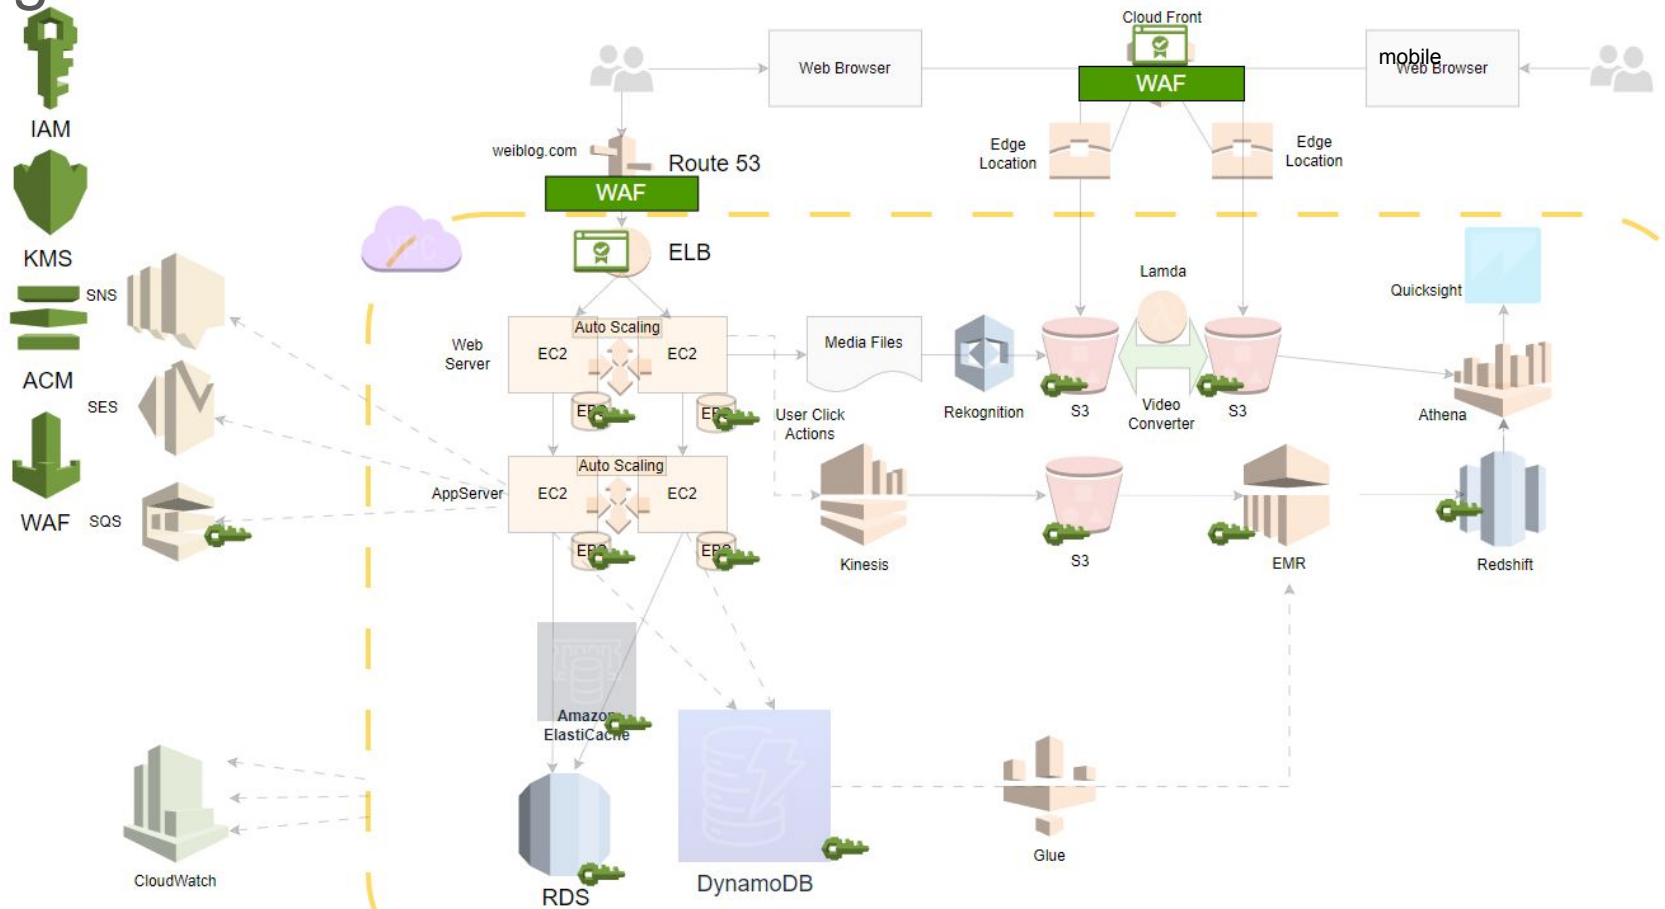 g
Cloud Front
Web Browser
WAF
mobile
Web Browser
IAM
weiblog.com
Route 53
WAF
Edge
Location
Edge
Location
KMS
ELB
SNS
Lamda
Quicksight
Web
Server
Auto Scaling
EC2
EC2
Media Files
ACM
SES
Rekognition
S3
Video
Converter
S3
Athena
User Click
Actions
AppServer
Auto Scaling
EC2
EC2
WAF
SQS
Kinesis
S3
EMR
Redshift
Amazon
ElastiCache
CloudWatch
RDS
DynamoDB
Glue